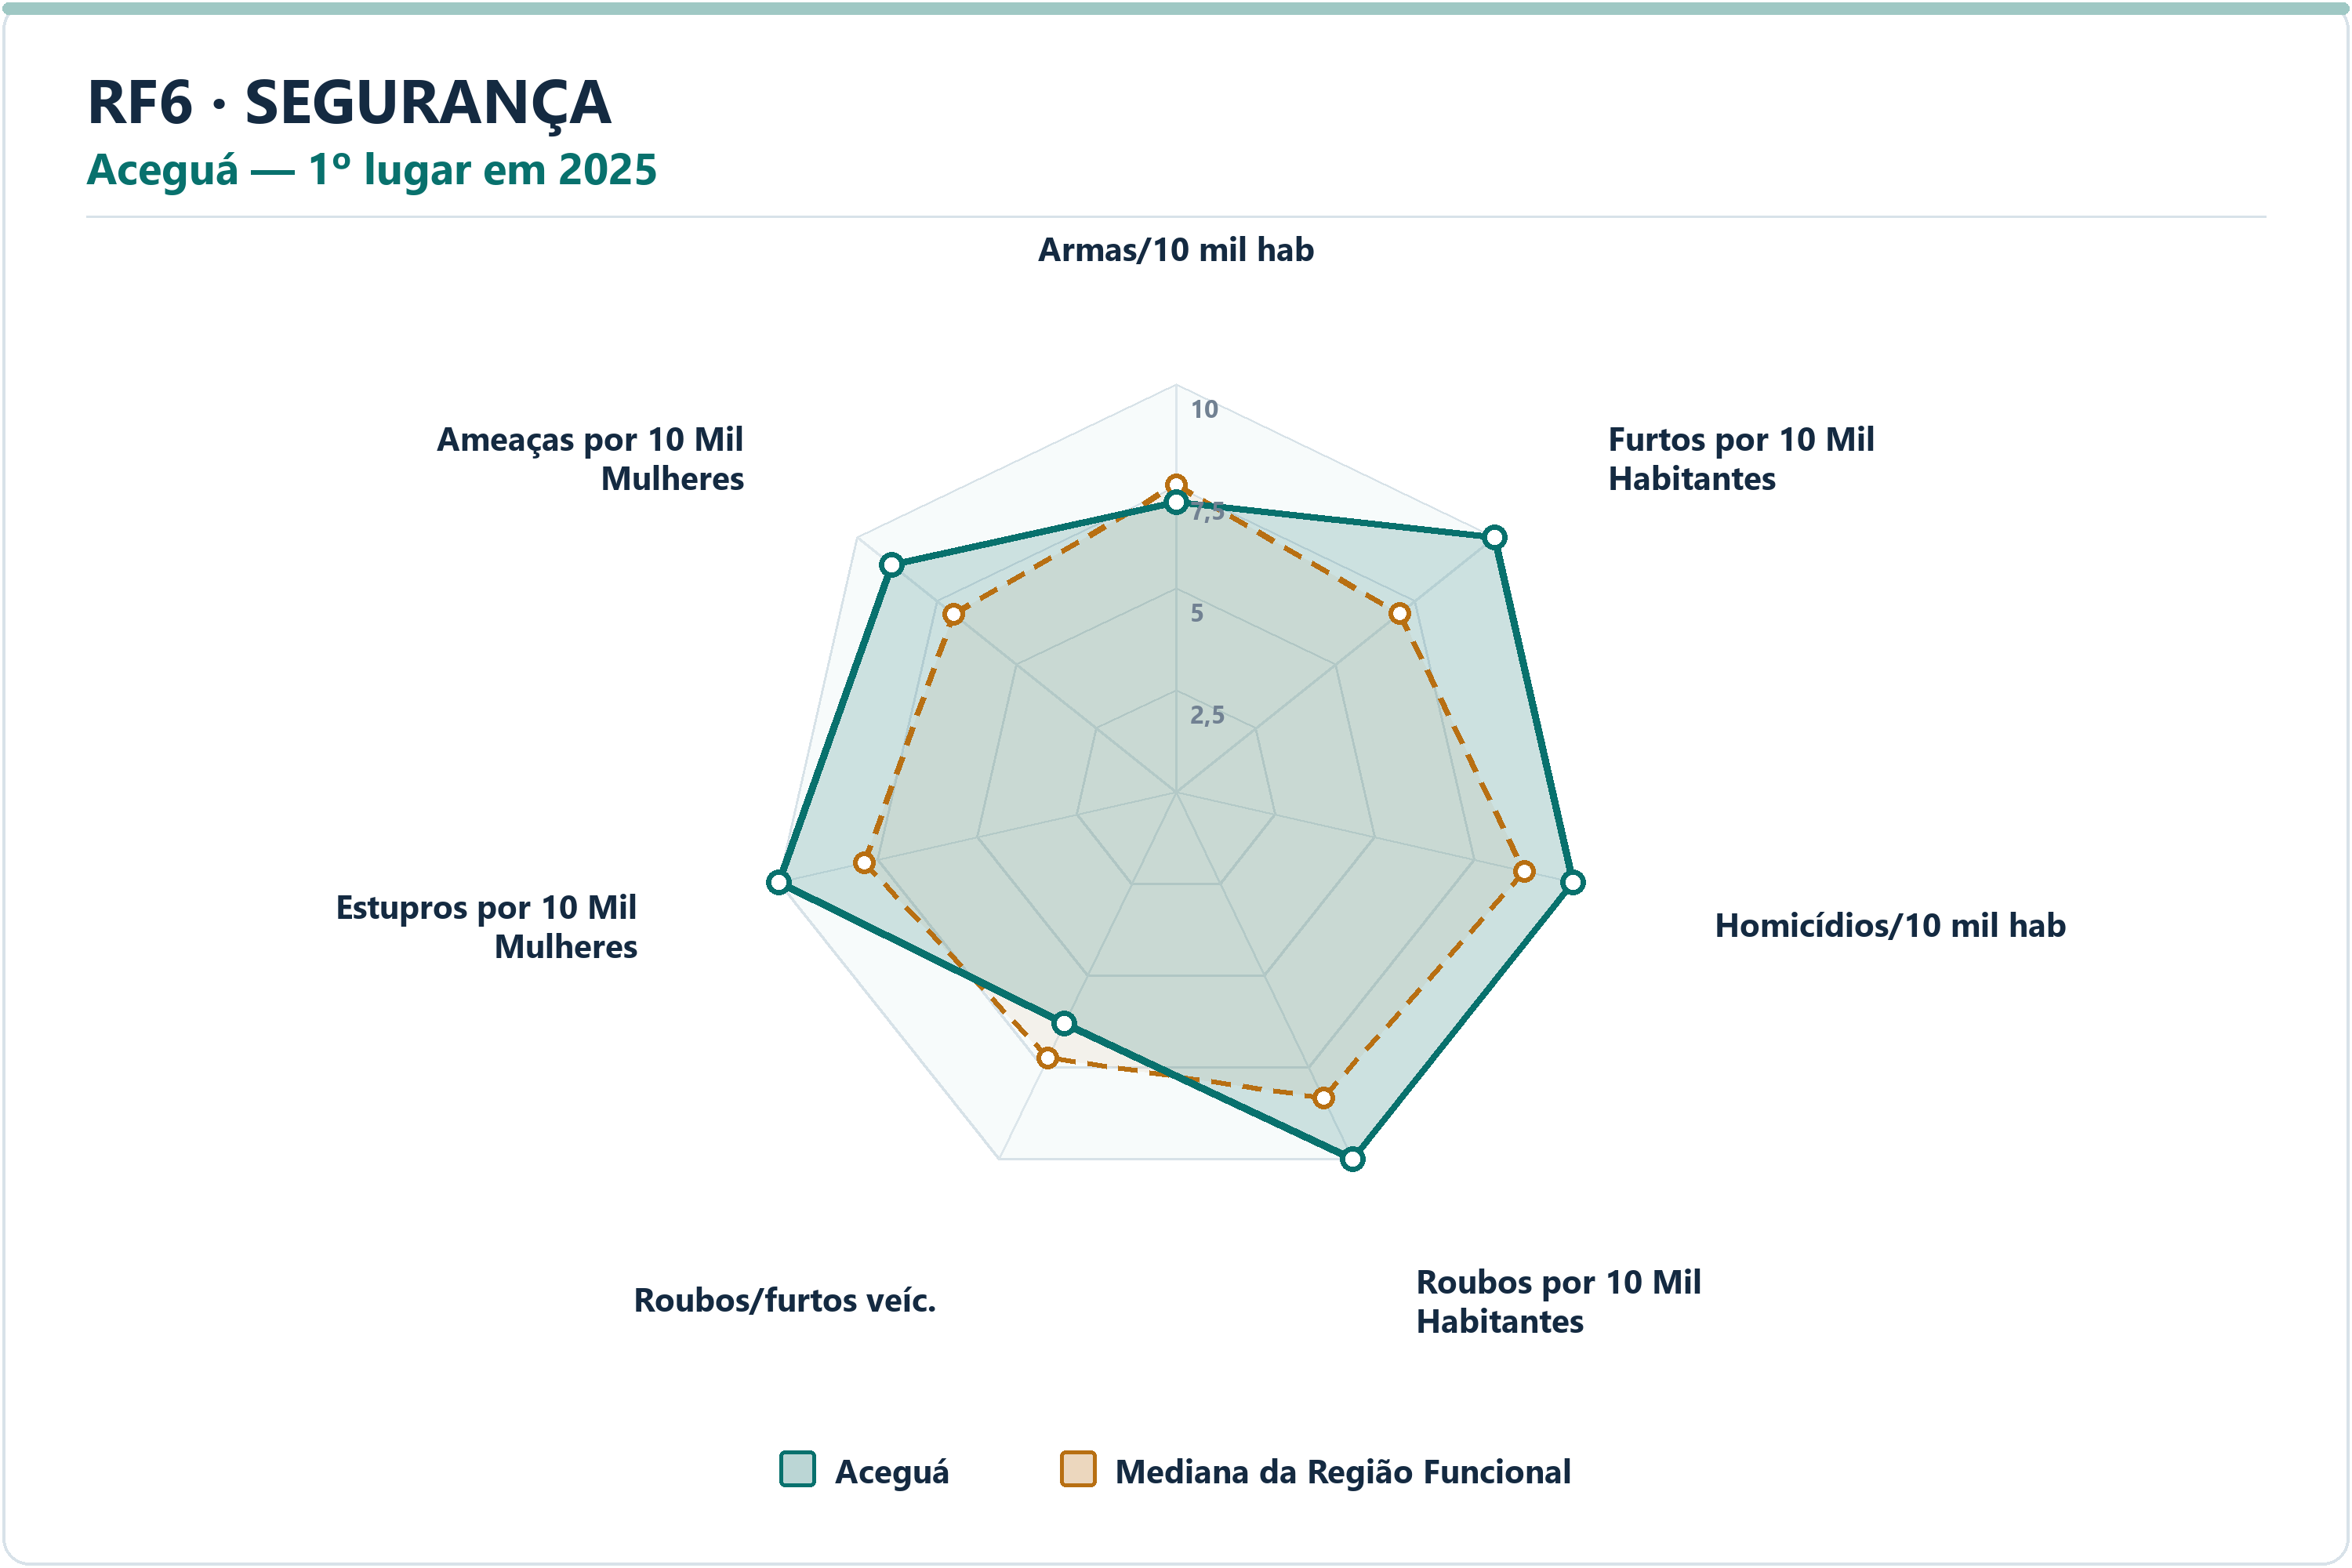 RF6 · SEGURANÇA
Aceguá — 1º lugar em 2025
Armas/10 mil hab
10
7,5
5
2,5
Ameaças por 10 Mil
Mulheres
Furtos por 10 Mil
Habitantes
Estupros por 10 Mil
Mulheres
Homicídios/10 mil hab
Roubos/furtos veíc.
Roubos por 10 Mil
Habitantes
Aceguá
Mediana da Região Funcional